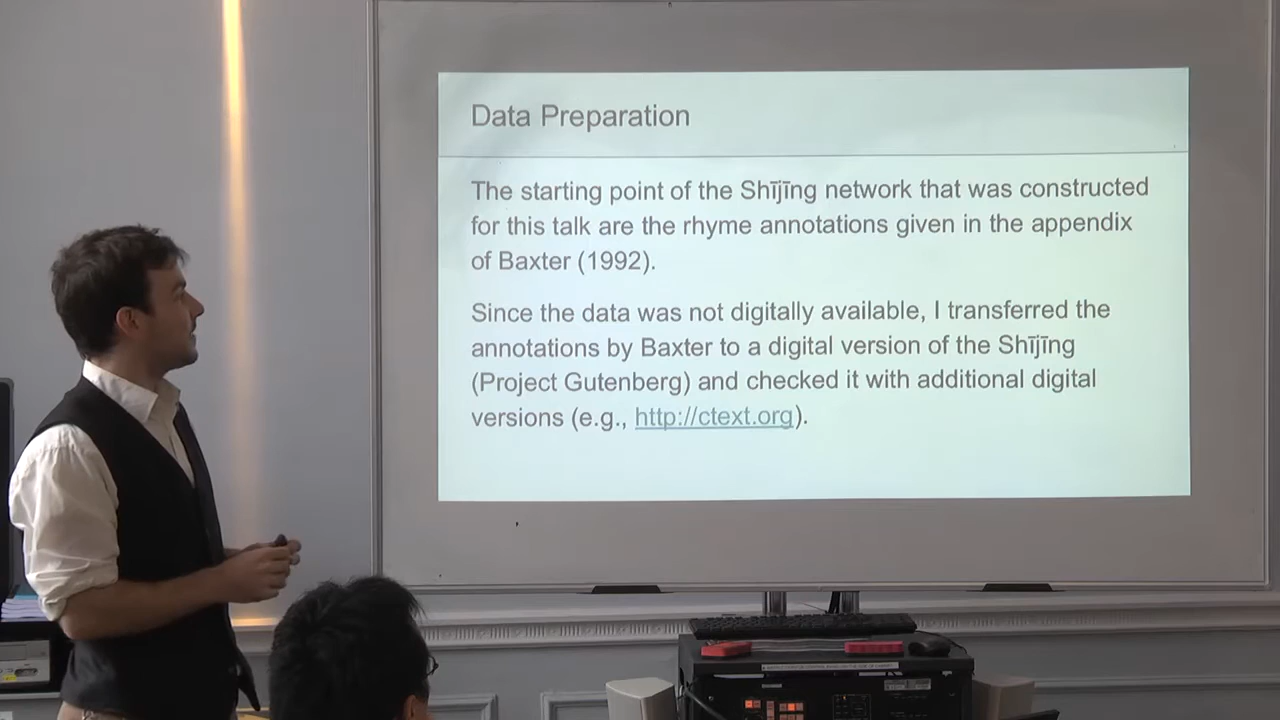 Data Preparation
The starting point of the Shījīng network that was constructed
for this talk are the rhyme annotations given in the appendix
of Baxter (1992).
Since the data was not digitally available, I transferred the
annotations by Baxter to a digital version of the Shījīng
(Project Gutenberg) and checked it with additional digital
versions (e.g., http://ctext.org).